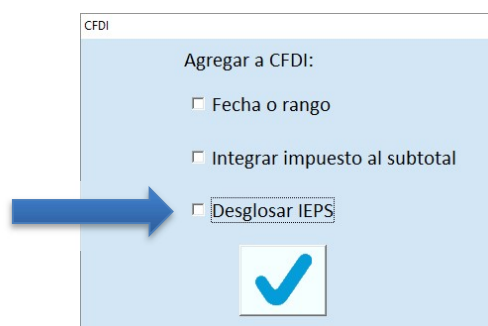 CFDI
Agregar a CFDI:
Fecha o rango
Integrar impuesto al subtotal
Desglosar IEPS